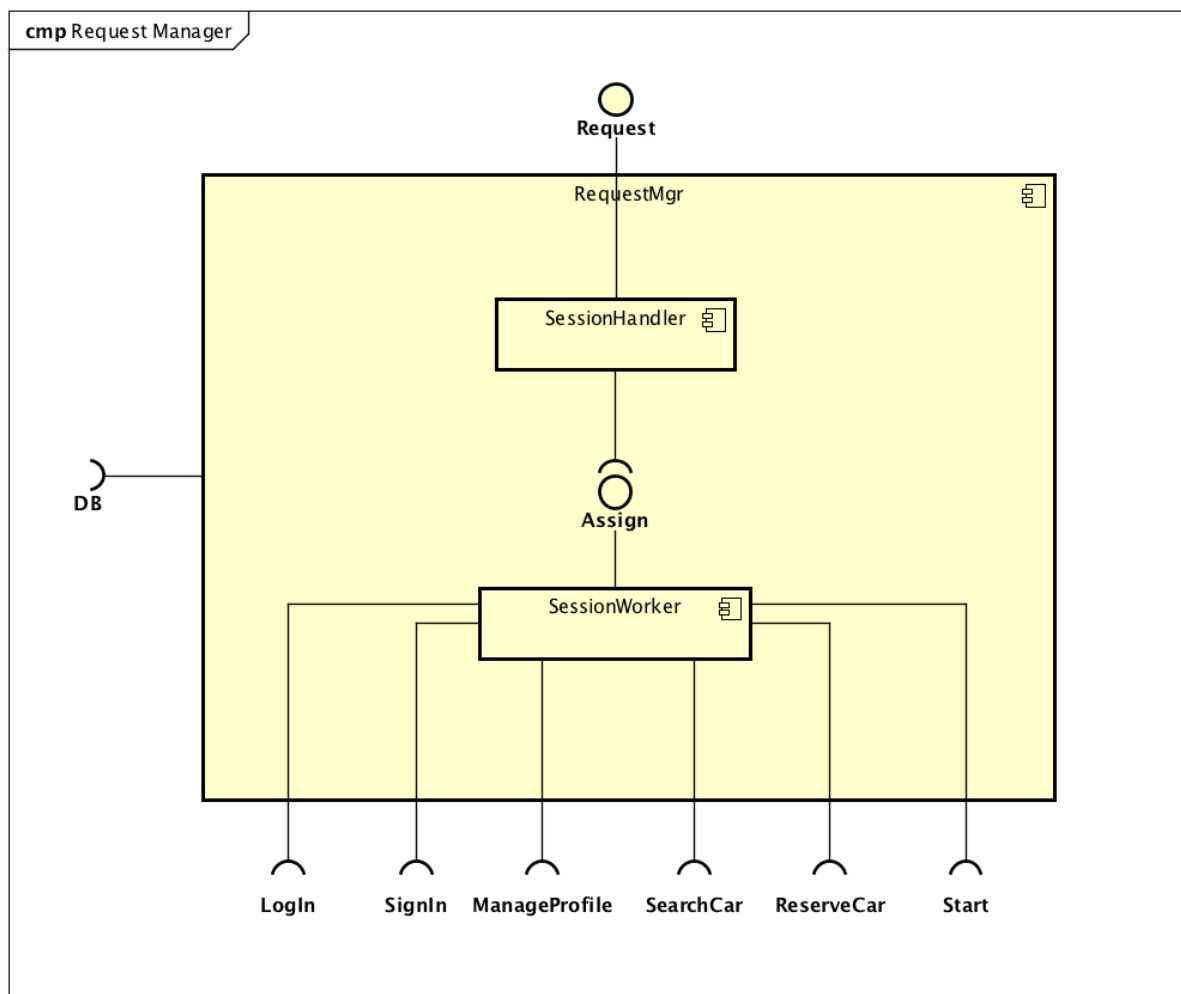 cmp Request Manager
Request
RequestMgr
SessionHandler
DB
Assign
SessionWorker
LogIn
SignIn
ManageProfile
SearchCar
ReserveCar
Start